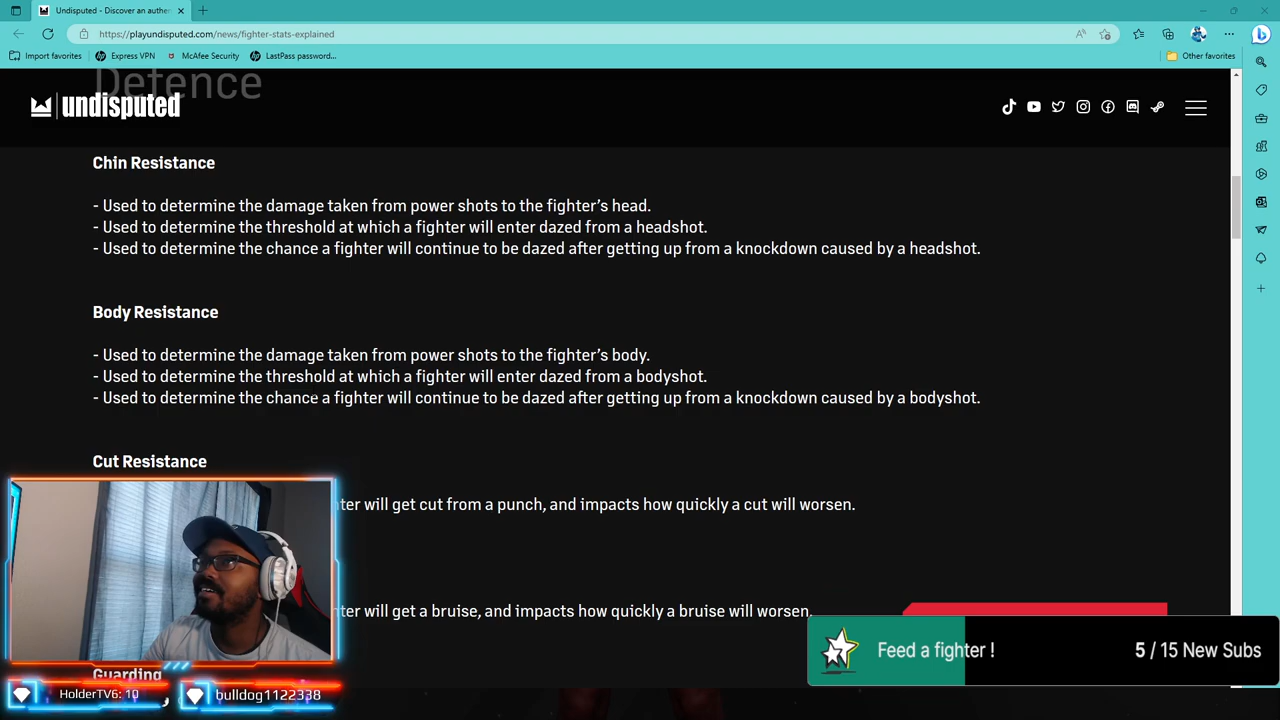 Undisputed - Discover an authen
https://playundisputed.com/news/fighter-stats-explained
Import favorites
Express VPN
McAfee Security
LastPass password...
Other favorites
Defence
undisputed
Chin Resistance
- Used to determine the damage taken from power shots to the fighter's head.
- Used to determine the threshold at which a fighter will enter dazed from a headshot.
- Used to determine the chance a fighter will continue to be dazed after getting up from a knockdown caused by a headshot.
Body Resistance
- Used to determine the damage taken from power shots to the fighter's body.
- Used to determine the threshold at which a fighter will enter dazed from a bodyshot.
- Used to determine the chance a fighter will continue to be dazed after getting up from a knockdown caused by a bodyshot.
Cut Resistance
will get cut from a punch, and impacts how quickly a cut will worsen.
will get a bruise, and impacts how quickly a bruise will worsen.
Feed a fighter !
5 / 15 New Subs
Guarding
HolderTV6: 10
bulldog1122338